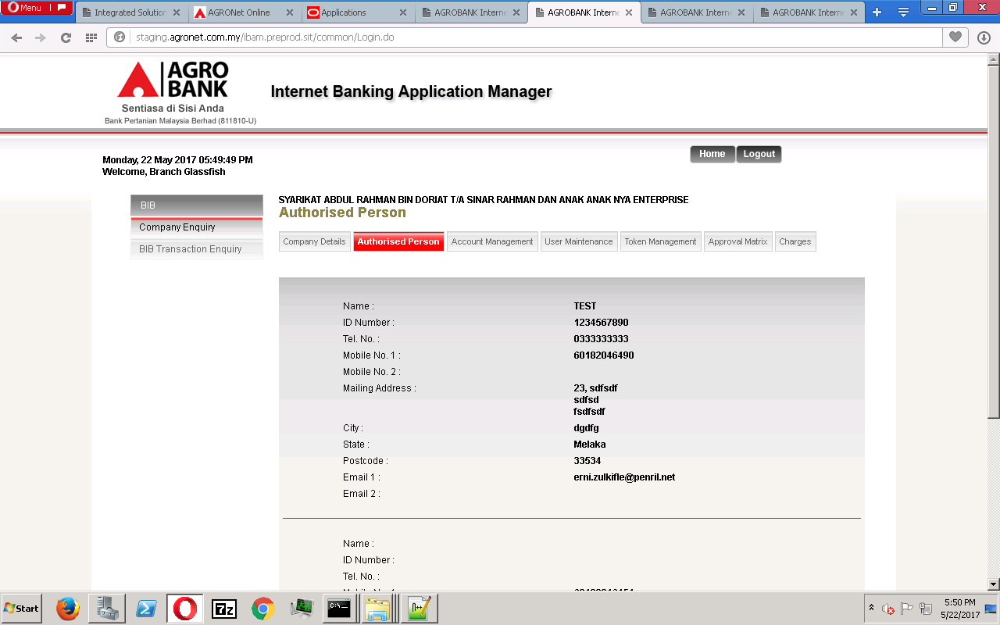 Menu
Integrated Solution
AGRONet Online
Applications
AGROBANK Interne
AGROBANK Interne
AGROBANK Interne
AGROBANK Interne
staging.agronet.com.my/ibam.preprod.sit/common/Login.do
AGRO
BANK
Sentiasa di Sisi Anda
Bank Pertanian Malaysia Berhad (811810-U)
Internet Banking Application Manager
Monday, 22 May 2017 05:49:49 PM
Welcome, Branch Glassfish
Home
Logout
BIB
Company Enquiry
BIB Transaction Enquiry
SYARIKAT ABDUL RAHMAN BIN DORIAT T/A SINAR RAHMAN DAN ANAK ANAK NYA ENTERPRISE
Authorised Person
Company Details
Authorised Person
Account Management
User Maintenance
Token Management
Approval Matrix
Charges
Name : TEST
ID Number : 1234567890
Tel. No. : 0333333333
Mobile No. 1 : 60182046490
Mobile No. 2 :
Mailing Address : 23, sdfsdf
sdfsd
fsdfsdf
City : dgdfg
State : Melaka
Postcode : 33534
Email 1 : erni.zulkifle@penril.net
Email 2 :
Name :
ID Number :
Tel. No. :
Start
7z
C:\
N++
5:50 PM
5/22/2017